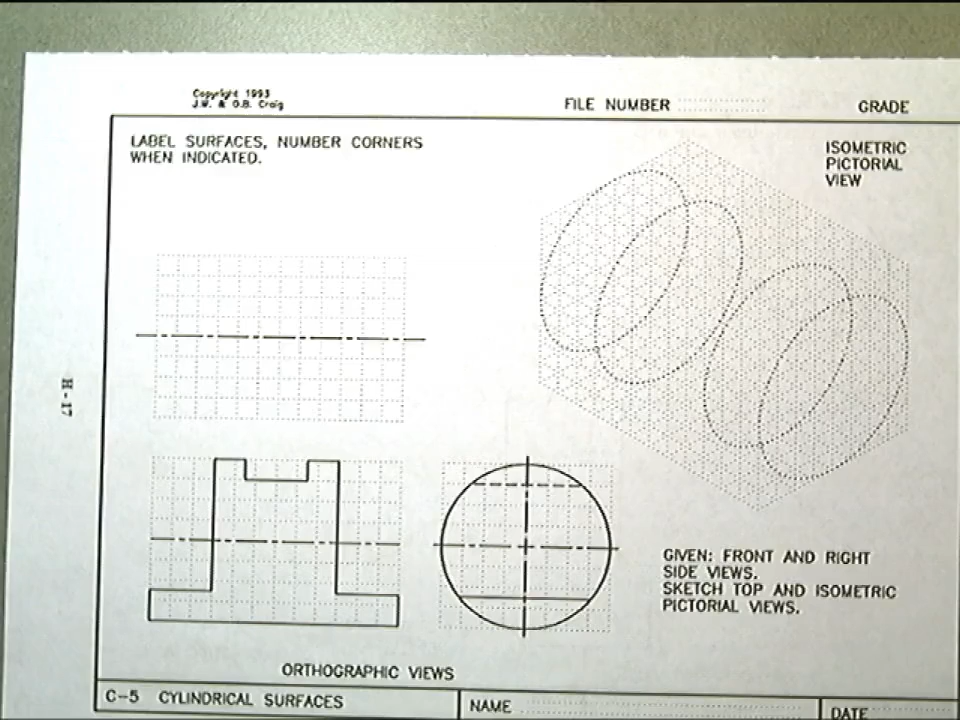 Copyright 1993
J.W. & O.B. Craig
FILE NUMBER
GRADE
LABEL SURFACES, NUMBER CORNERS
WHEN INDICATED.
ISOMETRIC
PICTORIAL
VIEW
H-17
GIVEN: FRONT AND RIGHT
SIDE VIEWS.
SKETCH TOP AND ISOMETRIC
PICTORIAL VIEWS.
ORTHOGRAPHIC VIEWS
C-5 CYLINDRICAL SURFACES
NAME
DATE